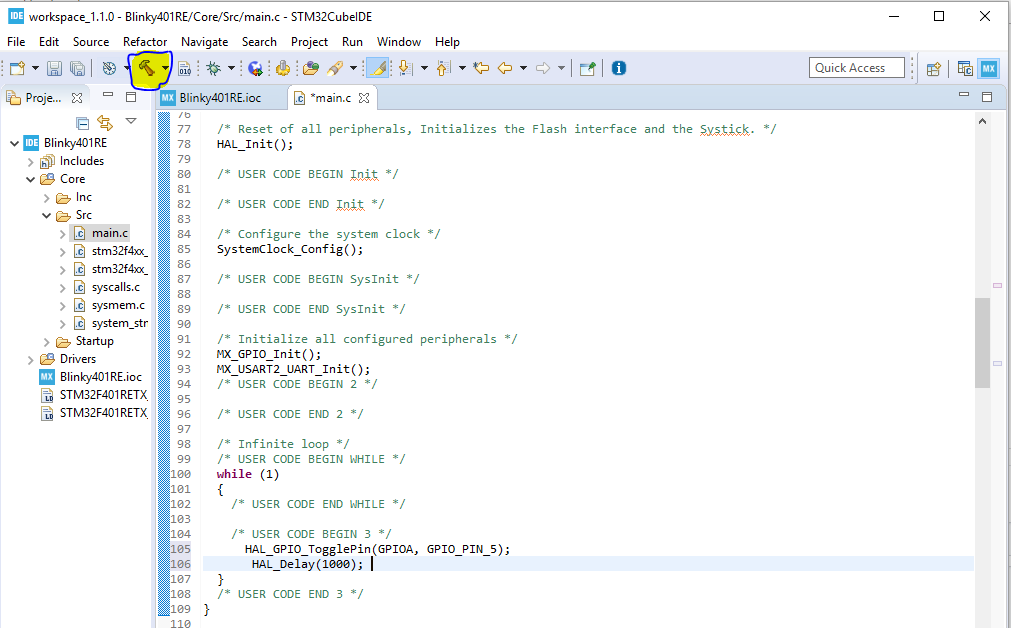 IDE workspace_1.1.0 - Blinky401RE/Core/Src/main.c - STM32CubeIDE
File Edit Source Refactor Navigate Search Project Run Window Help
010
Quick Access
MX
Proje...
MX Blinky401RE.ioc
.c *main.c
IDE Blinky401RE
Includes
Core
Inc
Src
.c main.c
.c stm32f4xx_
.c stm32f4xx_
.c syscalls.c
.c sysmem.c
.c system_str
Startup
Drivers
MX Blinky401RE.ioc
STM32F401RETX_
STM32F401RETX_
76
77 /* Reset of all peripherals, Initializes the Flash interface and the Systick. */
78 HAL_Init();
79
80 /* USER CODE BEGIN Init */
81
82 /* USER CODE END Init */
83
84 /* Configure the system clock */
85 SystemClock_Config();
86
87 /* USER CODE BEGIN SysInit */
88
89 /* USER CODE END SysInit */
90
91 /* Initialize all configured peripherals */
92 MX_GPIO_Init();
93 MX_USART2_UART_Init();
94 /* USER CODE BEGIN 2 */
95
96 /* USER CODE END 2 */
97
98 /* Infinite loop */
99 /* USER CODE BEGIN WHILE */
100 while (1)
101 {
102 /* USER CODE END WHILE */
103
104 /* USER CODE BEGIN 3 */
105 HAL_GPIO_TogglePin(GPIOA, GPIO_PIN_5);
106 HAL_Delay(1000);
107 }
108 /* USER CODE END 3 */
109 }
110